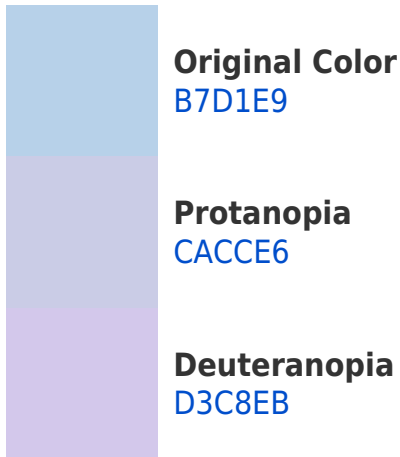 Original Color
B7D1E9
Protanopia
CACCE6
Deuteranopia
D3C8EB